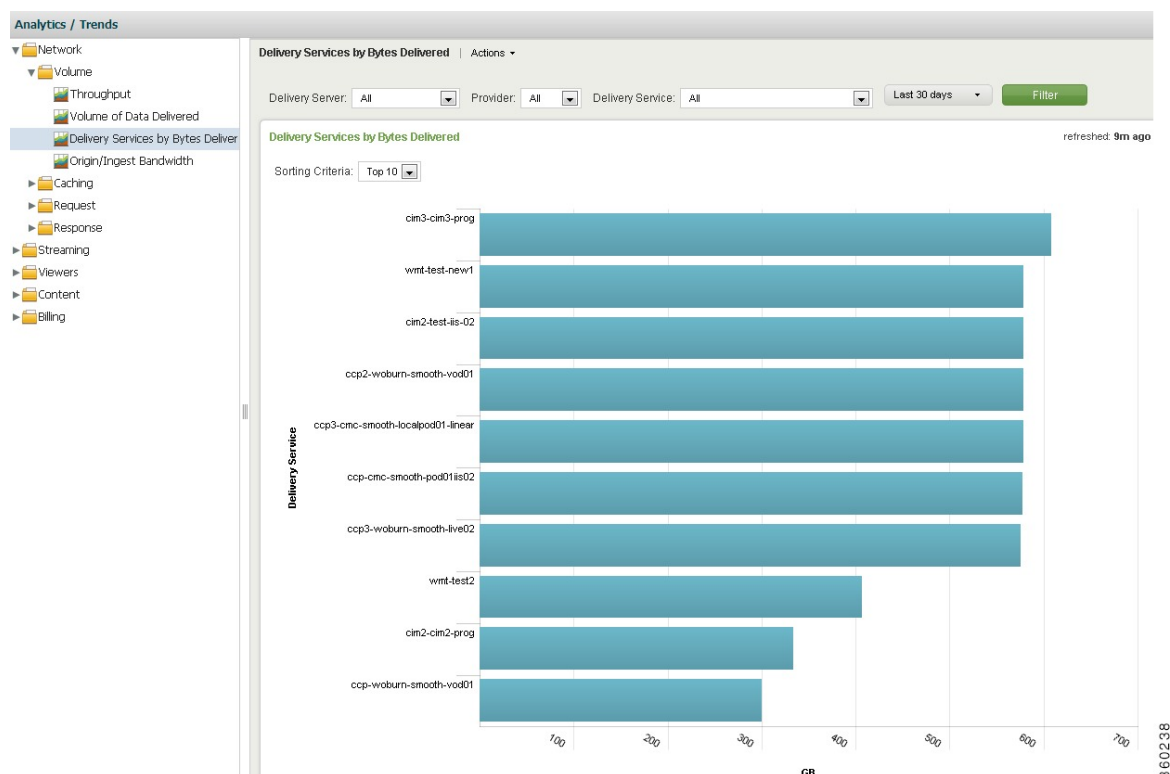 Analytics / Trends
Network
Volume
Throughput
Volume of Data Delivered
Delivery Services by Bytes Deliver
Origin/Ingest Bandwidth
Caching
Request
Response
Streaming
Viewers
Content
Billing
Delivery Services by Bytes Delivered | Actions
Delivery Server: All Provider: All Delivery Service: All Last 30 days Filter
Delivery Services by Bytes Delivered refreshed: 9m ago
Sorting Criteria: Top 10
Delivery Service
cim3-cim3-prog
wmt-test-new1
cim2-test-iis-02
ccp2-woburn-smooth-vod01
ccp3-cmc-smooth-localpod01-linear
ccp-cmc-smooth-pod01iis02
ccp3-woburn-smooth-live02
wmt-test2
cim2-cim2-prog
ccp-woburn-smooth-vod01
100 200 300 400 500 600 700
GB
360238